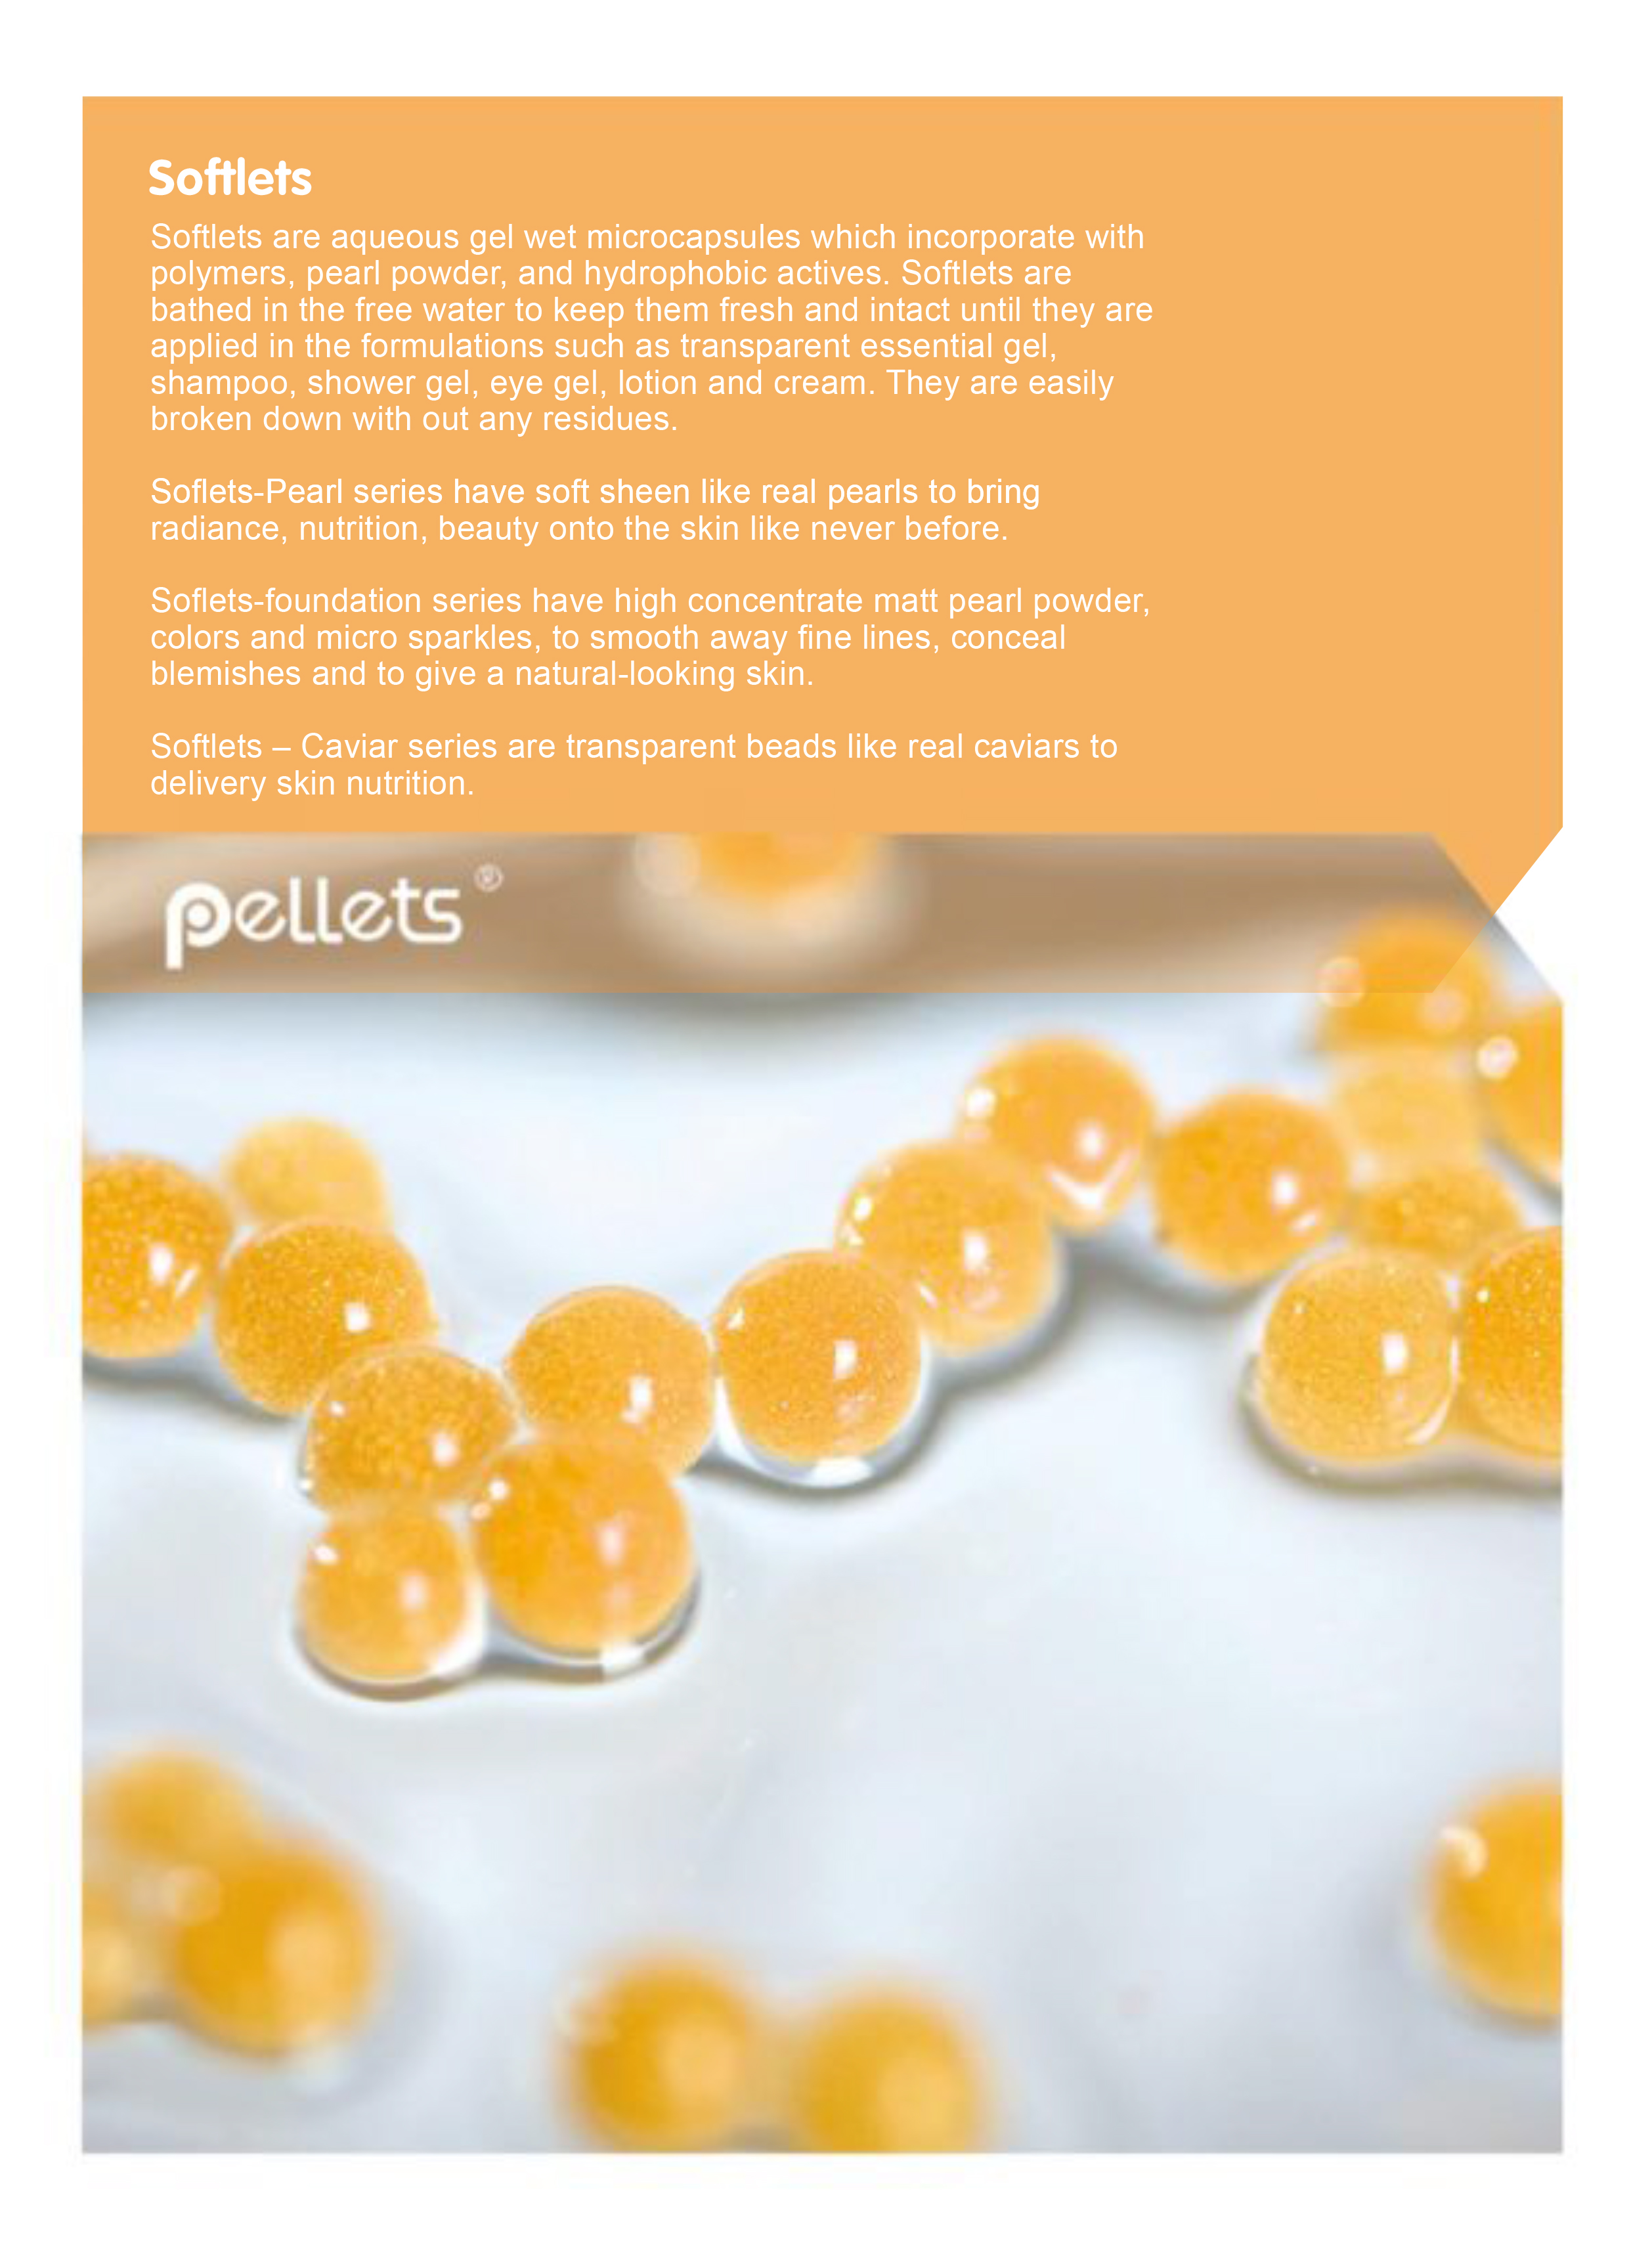 Softlets
Softlets are aqueous gel wet microcapsules which incorporate with
polymers, pearl powder, and hydrophobic actives. Softlets are
bathed in the free water to keep them fresh and intact until they are
applied in the formulations such as transparent essential gel,
shampoo, shower gel, eye gel, lotion and cream. They are easily
broken down with out any residues.
Soflets-Pearl series have soft sheen like real pearls to bring
radiance, nutrition, beauty onto the skin like never before.
Soflets-foundation series have high concentrate matt pearl powder,
colors and micro sparkles, to smooth away fine lines, conceal
blemishes and to give a natural-looking skin.
Softlets – Caviar series are transparent beads like real caviars to
delivery skin nutrition.
pellets ®